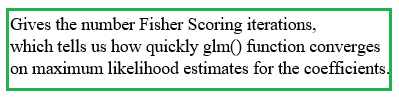 Gives the number Fisher Scoring iterations,
which tells us how quickly glm() function converges
on maximum likelihood estimates for the coefficients.